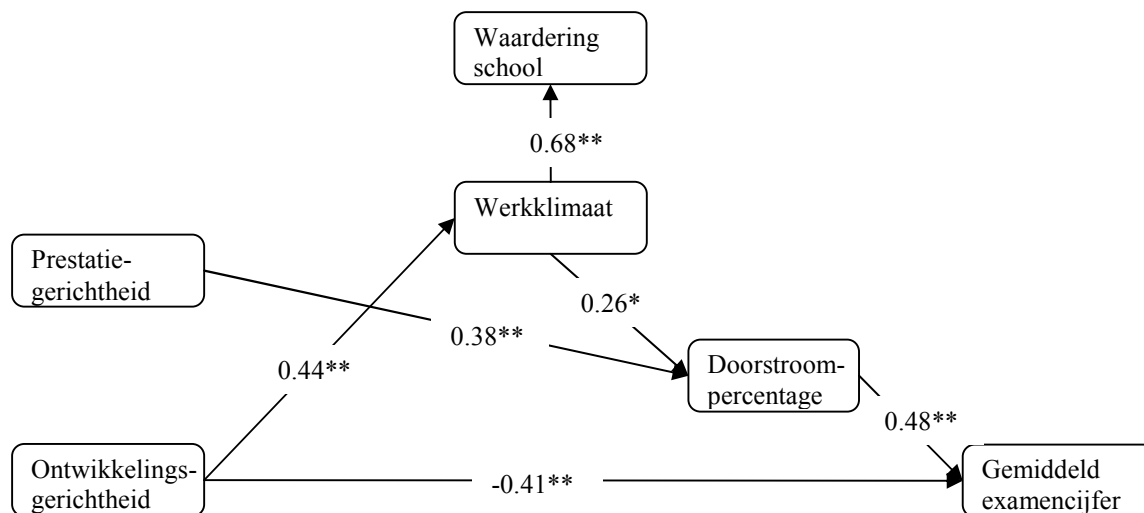 Waardering
school
0.68**
Werkklimaat
Prestatie-
gerichtheid
0.26*
0.38**
0.44**
Doorstroom-
percentage
0.48**
Ontwikkelings-
gerichtheid
-0.41**
Gemiddeld
examencijfer